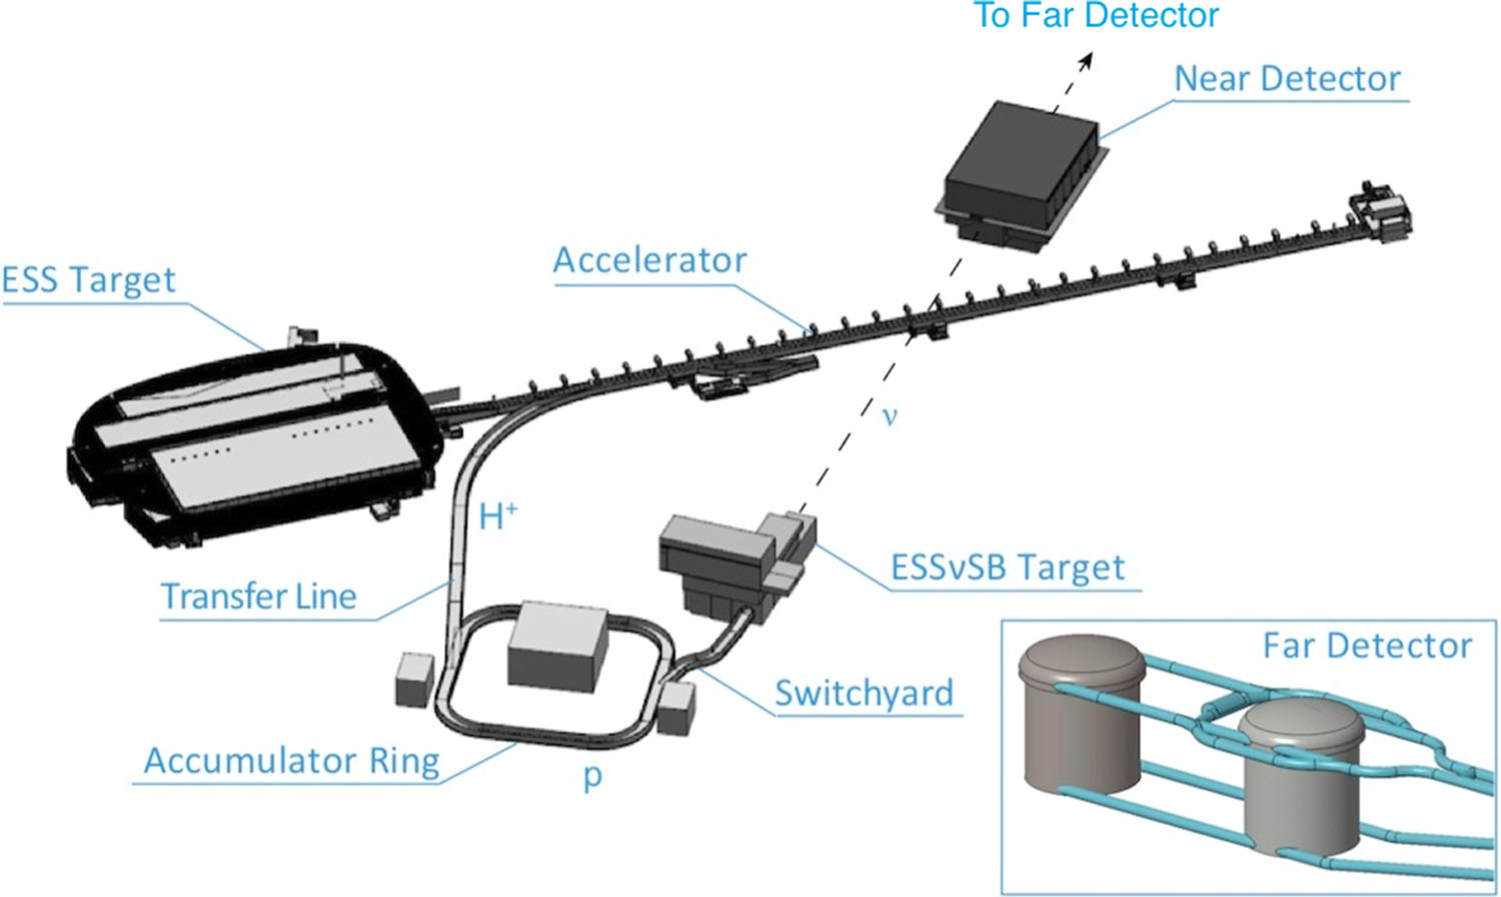 To Far Detector
Near Detector
Accelerator
ESS Target
ν
H⁺
ESSνSB Target
Transfer Line
Far Detector
Switchyard
Accumulator Ring
p